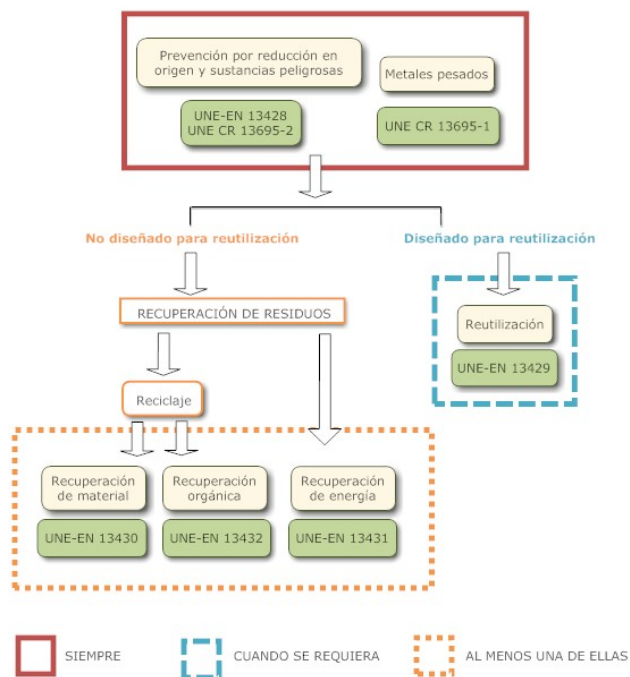 Prevención por reducción en
origen y sustancias peligrosas
Metales pesados
UNE-EN 13428
UNE CR 13695-2
UNE CR 13695-1
No diseñado para reutilización
Diseñado para reutilización
RECUPERACIÓN DE RESIDUOS
Reutilización
UNE-EN 13429
Reciclaje
Recuperación
de material
Recuperación
orgánica
Recuperación
de energía
UNE-EN 13430
UNE-EN 13432
UNE-EN 13431
SIEMPRE
CUANDO SE REQUIERA
AL MENOS UNA DE ELLAS